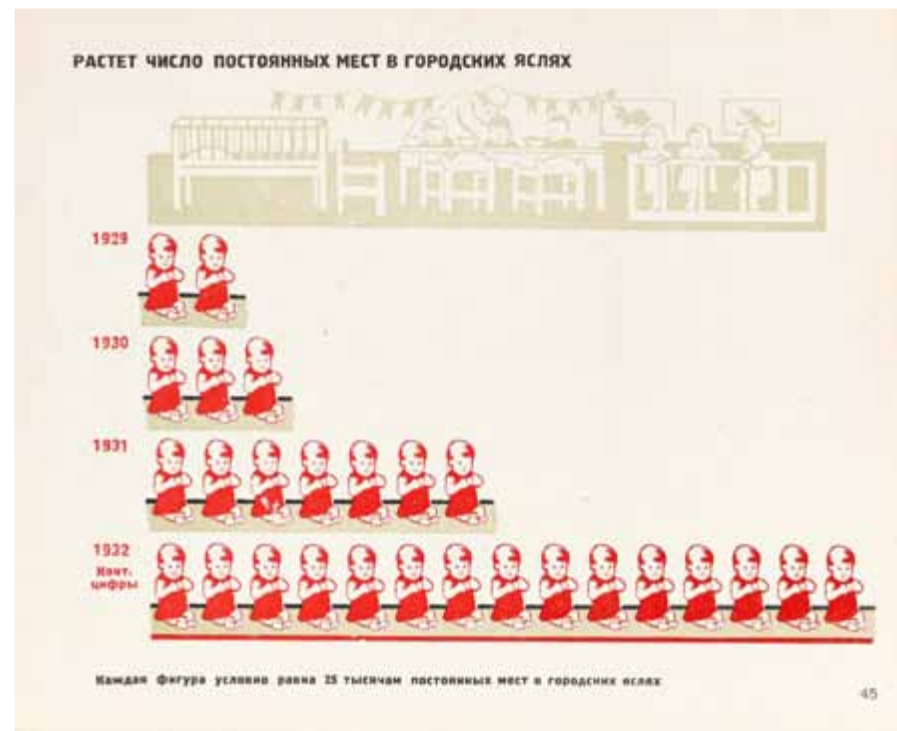 РАСТЕТ ЧИСЛО ПОСТОЯННЫХ МЕСТ В ГОРОДСКИХ ЯСЛЯХ
1929
1930
1931
1932
Конт.
цифры
Каждая фигура условно равна 25 тысячам постоянных мест в городских яслях
45